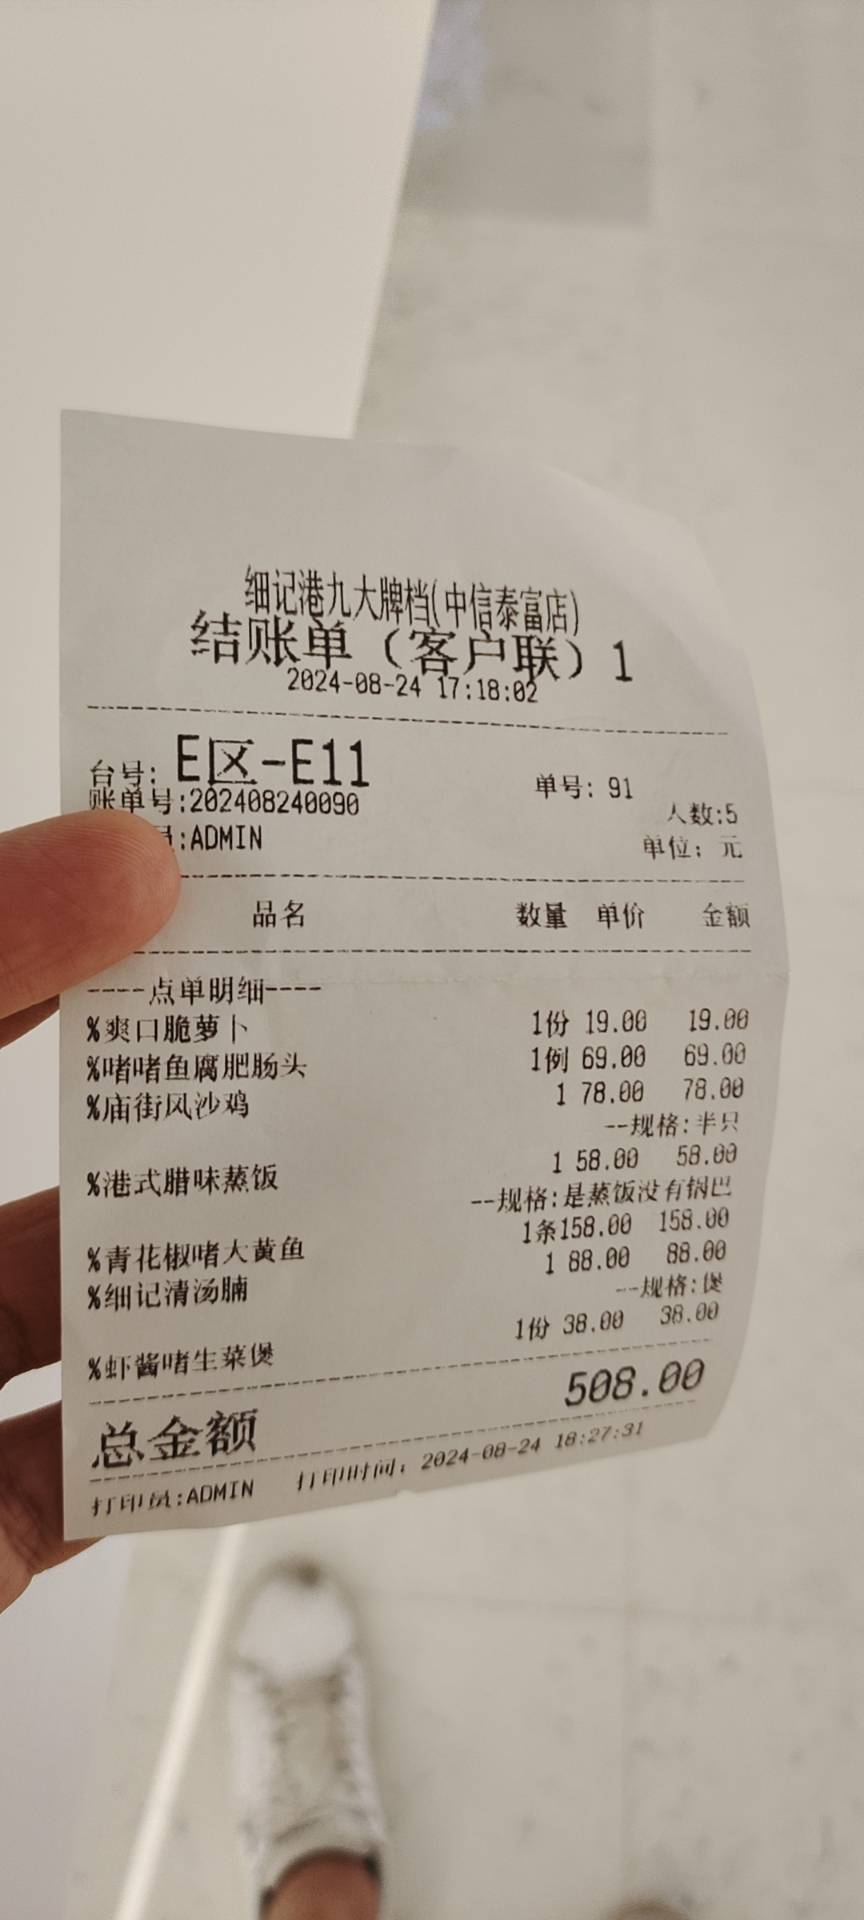 细记港九大牌档(中信泰富店)
结账单（客户联）1
2024-08-24 17:18:02
台号: E区-E11 单号: 91
账单号:202408240090 人数:5
员:ADMIN 单位: 元
品名 数量 单价 金额
----点单明细----
%爽口脆萝卜 1份 19.00 19.00
%啫啫鱼腐肥肠头 1例 69.00 69.00
%庙街风沙鸡 1 78.00 78.00
--规格:半只
%港式腊味蒸饭 1 58.00 58.00
--规格:是蒸饭没有锅巴
%青花椒啫大黄鱼 1条158.00 158.00
%细记清汤腩 1 88.00 88.00
--规格:煲
%虾酱啫生菜煲 1份 38.00 38.00
总金额 508.00
打印员:ADMIN 打印时间: 2024-08-24 18:27:31